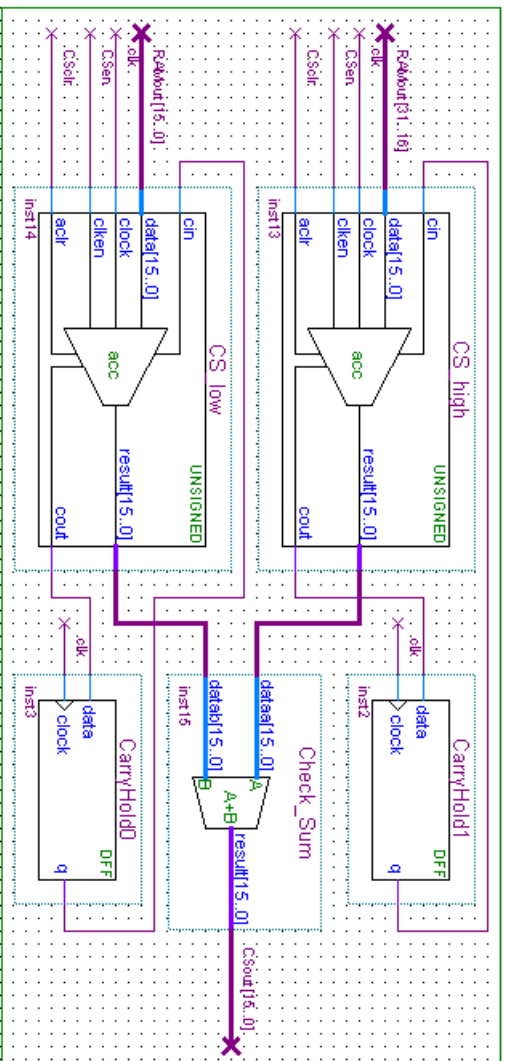 CS_high
UNSIGNED
cin
RAMout[31..16]
data[15..0]
.clk
clock
CSen
clken
CSclr
aclr
acc
result[15..0]
cout
inst13
CarryHold1
DFF
data
.clk
clock
q
inst2
Check_Sum
dataa[15..0]
A
A+B
result[15..0]
CSout[15..0]
datab[15..0]
B
inst15
CS_low
UNSIGNED
cin
RAMout[15..0]
data[15..0]
.clk
clock
CSen
clken
CSclr
aclr
acc
result[15..0]
cout
inst14
CarryHold0
DFF
data
.clk
clock
q
inst3